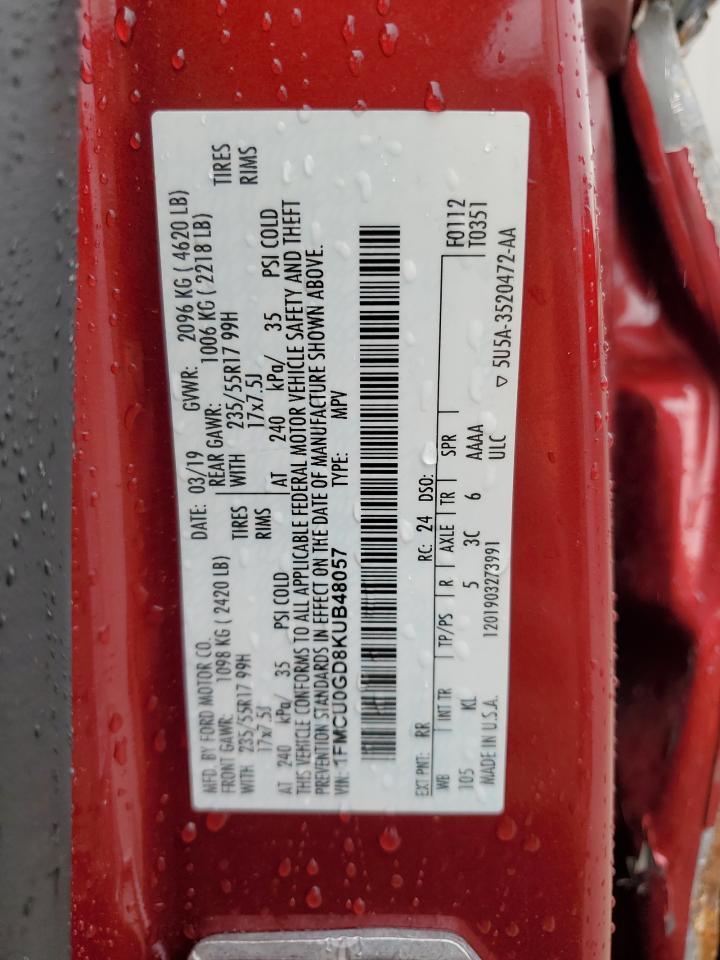 MFD. BY FORD MOTOR CO. DATE: 03/19 GVWR: 2096 KG ( 4620 LB)
FRONT GAWR: 1098 KG ( 2420 LB) REAR GAWR: 1006 KG ( 2218 LB)
WITH 235/55R17 99H TIRES WITH 235/55R17 99H TIRES
17x7.5J RIMS 17x7.5J RIMS
AT 240 kPa/ 35 PSI COLD AT 240 kPa/ 35 PSI COLD
THIS VEHICLE CONFORMS TO ALL APPLICABLE FEDERAL MOTOR VEHICLE SAFETY AND THEFT
PREVENTION STANDARDS IN EFFECT ON THE DATE OF MANUFACTURE SHOWN ABOVE.
VIN: 1FMCU0GD8KUB48057 TYPE: MPV
EXT PNT: RR RC: 24 DSO:
WB INT TR TP/PS R AXLE TR SPR F0112
105 KL 5 3C 6 AAAA T0351
MADE IN U.S.A. 1201903273991 ULC ▽ 5U5A-3520472-AA